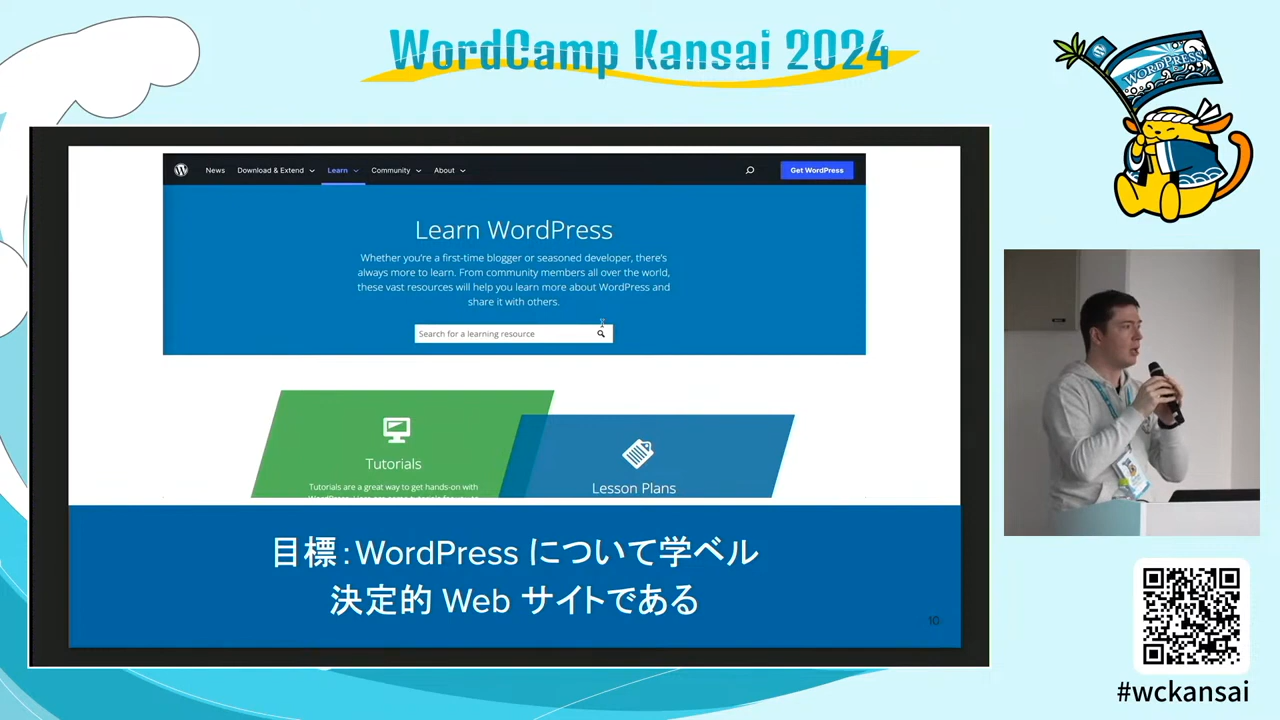 WordCamp Kansai 2024
WORDPRESS
News Download & Extend Learn Community About Get WordPress
Learn WordPress
Whether you're a first-time blogger or seasoned developer, there's
always more to learn. From community members all over the world,
these vast resources will help you learn more about WordPress and
share it with others.
Search for a learning resource
Tutorials
Tutorials are a great way to get hands-on with
Lesson Plans
目標：WordPress について学ベル
決定的 Web サイトである
10
#wckansai